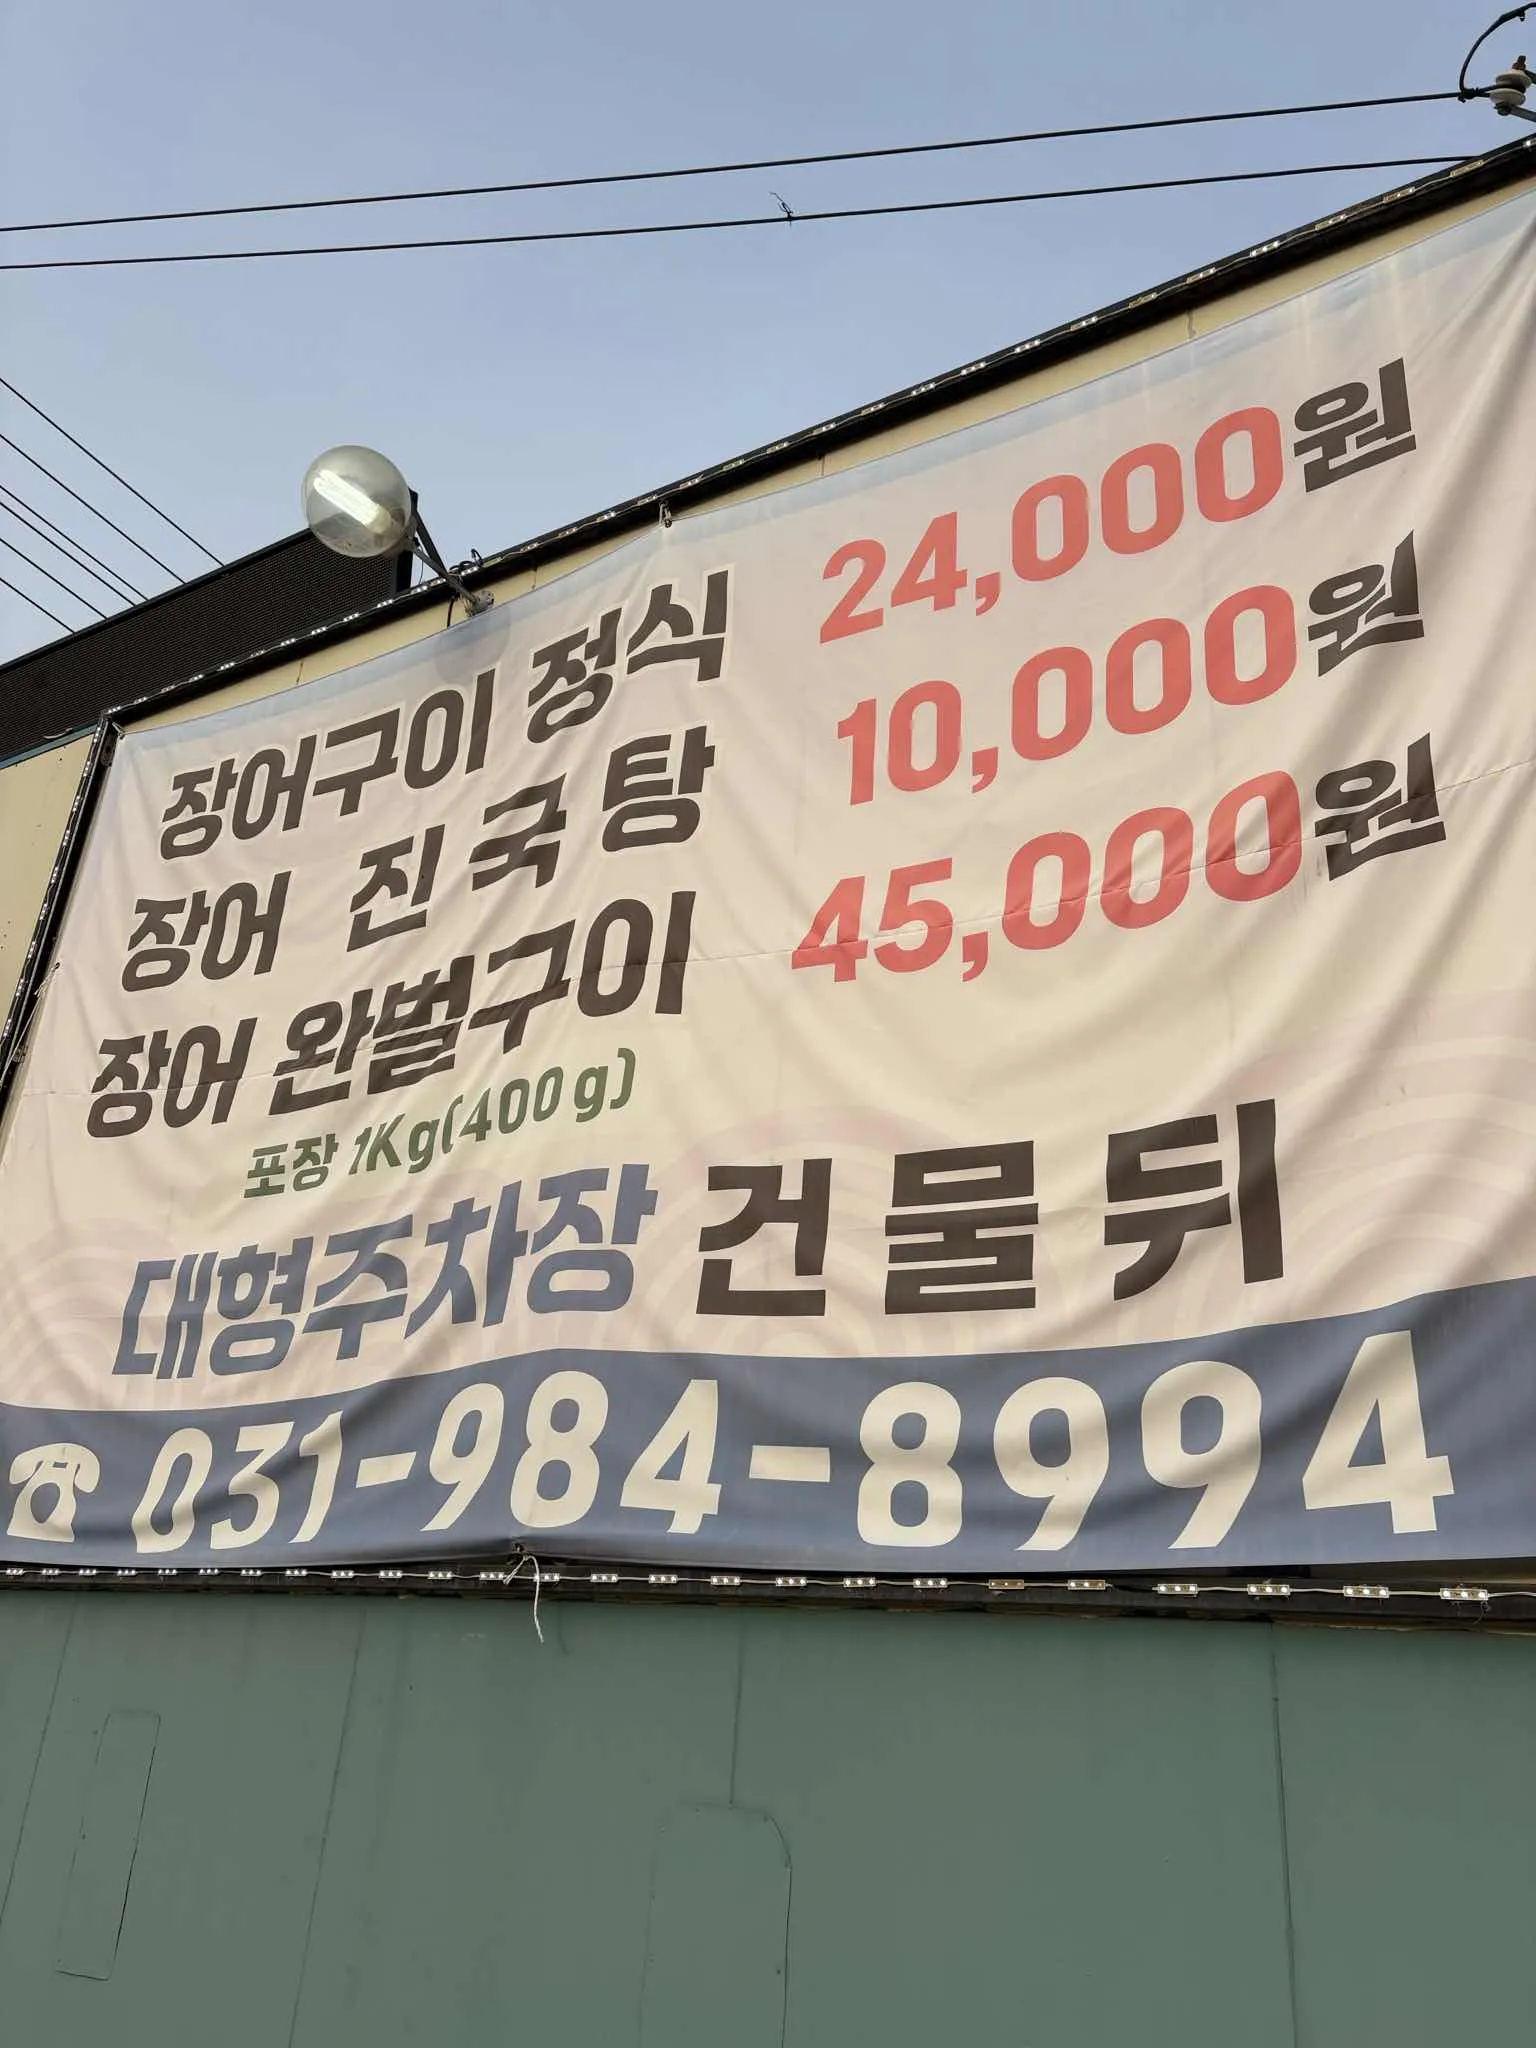 장어구이 정식 24,000원
장어 진국탕 10,000원
장어 완벌구이 45,000원
포장 1Kg(400g)
대형주차장 건물뒤
☎ 031-984-8994